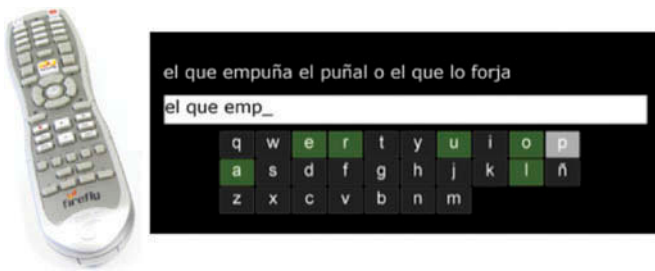 el que empuña el puñal o el que lo forja
el que emp_
q w e r t y u i o p
a s d f g h j k l ñ
z x c v b n m
firefly